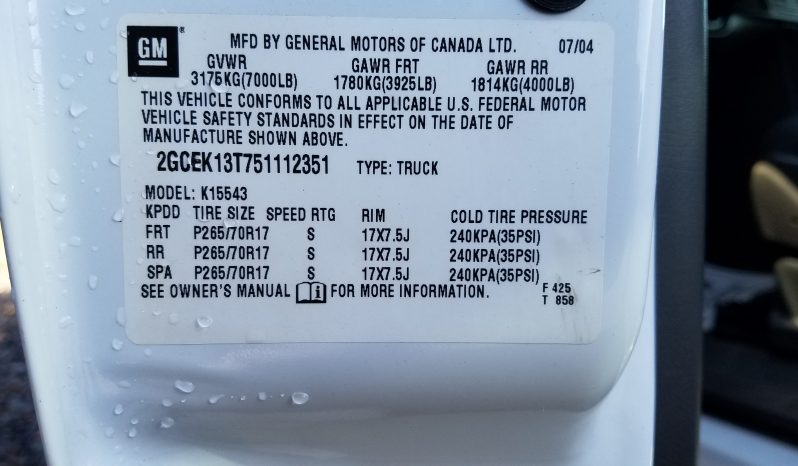 GM
MFD BY GENERAL MOTORS OF CANADA LTD. 07/04
GVWR GAWR FRT GAWR RR
3175KG(7000LB) 1780KG(3925LB) 1814KG(4000LB)
THIS VEHICLE CONFORMS TO ALL APPLICABLE U.S. FEDERAL MOTOR
VEHICLE SAFETY STANDARDS IN EFFECT ON THE DATE OF
MANUFACTURE SHOWN ABOVE.
2GCEK13T751112351 TYPE: TRUCK
MODEL: K15543
KPDD TIRE SIZE SPEED RTG RIM COLD TIRE PRESSURE
FRT P265/70R17 S 17X7.5J 240KPA(35PSI)
RR P265/70R17 S 17X7.5J 240KPA(35PSI)
SPA P265/70R17 S 17X7.5J 240KPA(35PSI)
SEE OWNER'S MANUAL FOR MORE INFORMATION. F 425
T 858